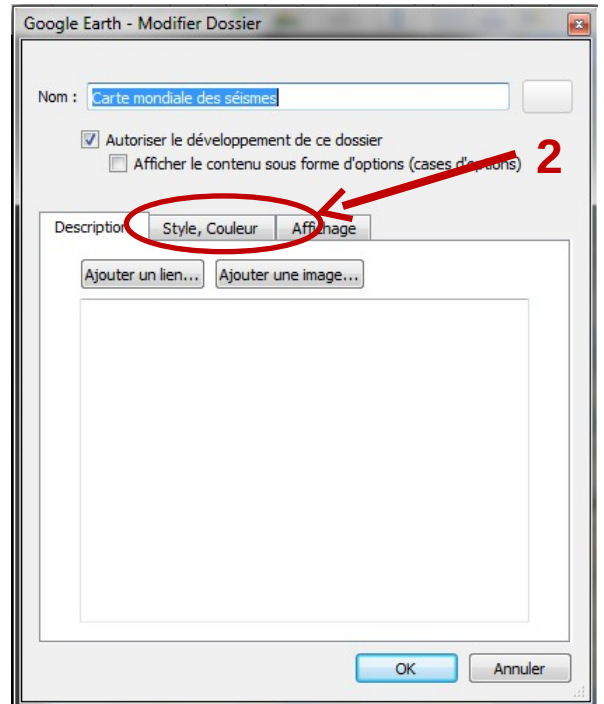 Google Earth - Modifier Dossier
Nom : Carte mondiale des séismes
Autoriser le développement de ce dossier
Afficher le contenu sous forme d'options (cases d'options)
2
Description Style, Couleur Affichage
Ajouter un lien... Ajouter une image...
OK Annuler